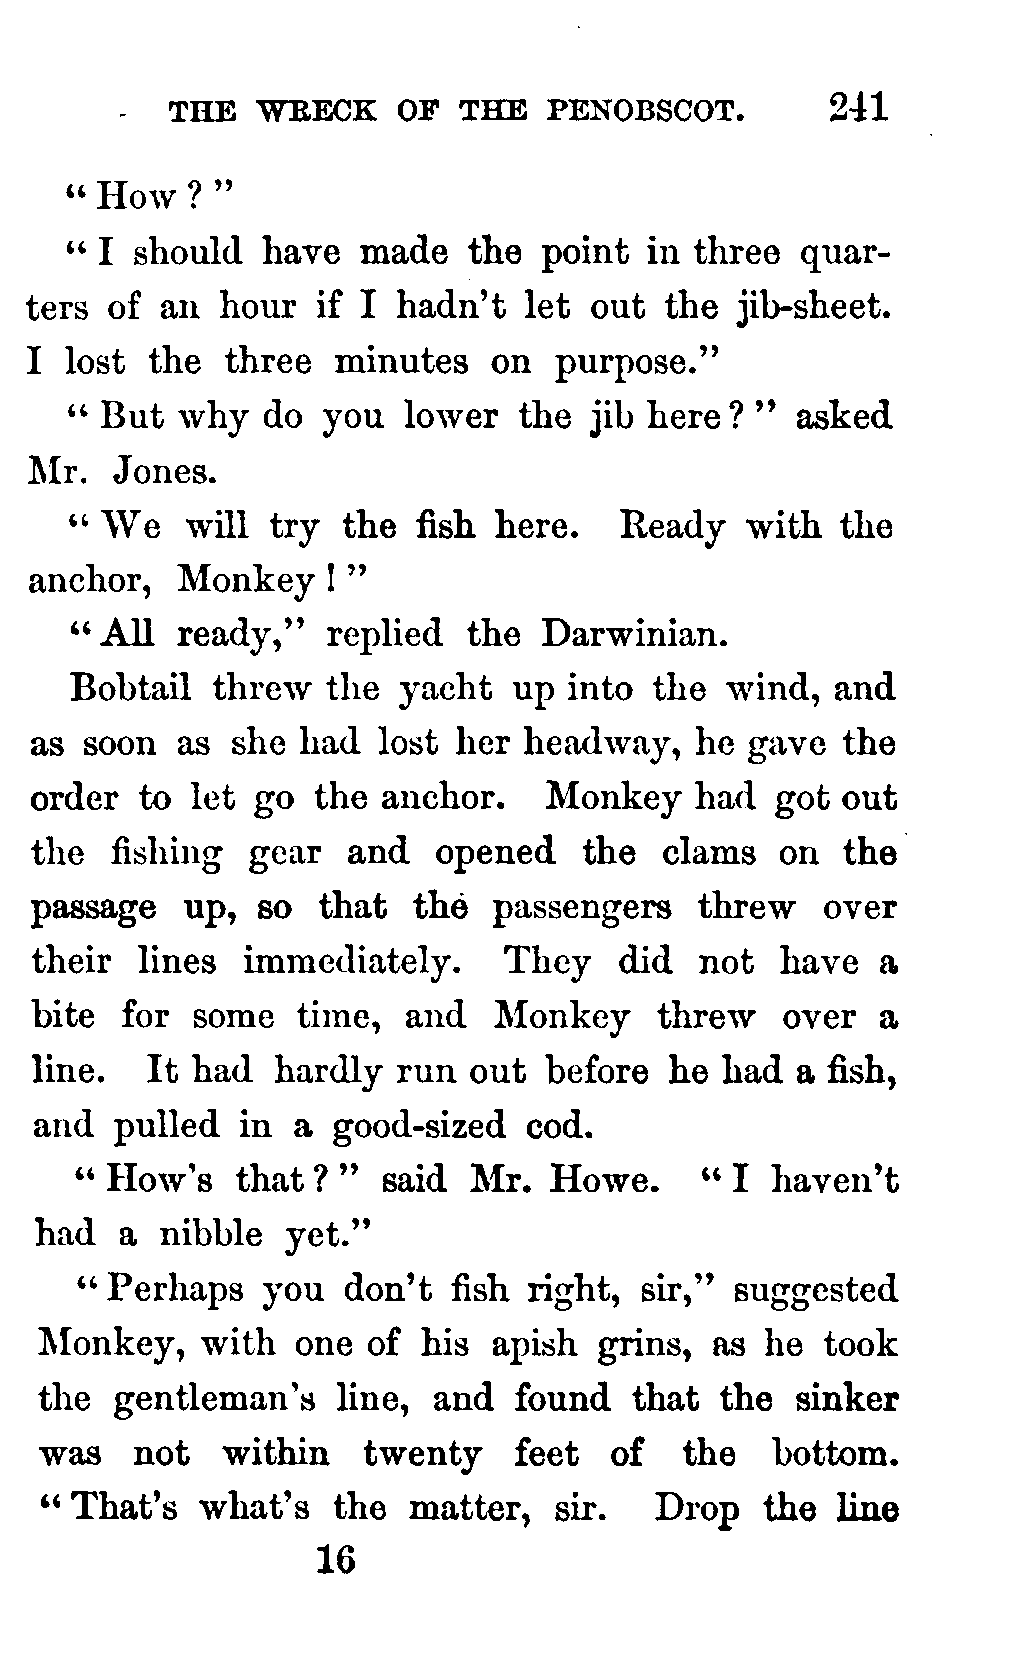 THE WRECK OF THE PENOBSCOT. 241
“ How ? ”
“ I should have made the point in three quar-
ters of an hour if I hadn’t let out the jib-sheet.
I lost the three minutes on purpose.”
“ But why do you lower the jib here ? ” asked
Mr. Jones.
“ We will try the fish here. Ready with the
anchor, Monkey ! ”
“ All ready,” replied the Darwinian.
Bobtail threw the yacht up into the wind, and
as soon as she had lost her headway, he gave the
order to let go the anchor. Monkey had got out
the fishing gear and opened the clams on the
passage up, so that the passengers threw over
their lines immediately. They did not have a
bite for some time, and Monkey threw over a
line. It had hardly run out before he had a fish,
and pulled in a good-sized cod.
“ How’s that ? ” said Mr. Howe. “ I haven’t
had a nibble yet.”
“ Perhaps you don’t fish right, sir,” suggested
Monkey, with one of his apish grins, as he took
the gentleman’s line, and found that the sinker
was not within twenty feet of the bottom.
“ That’s what’s the matter, sir. Drop the line
16